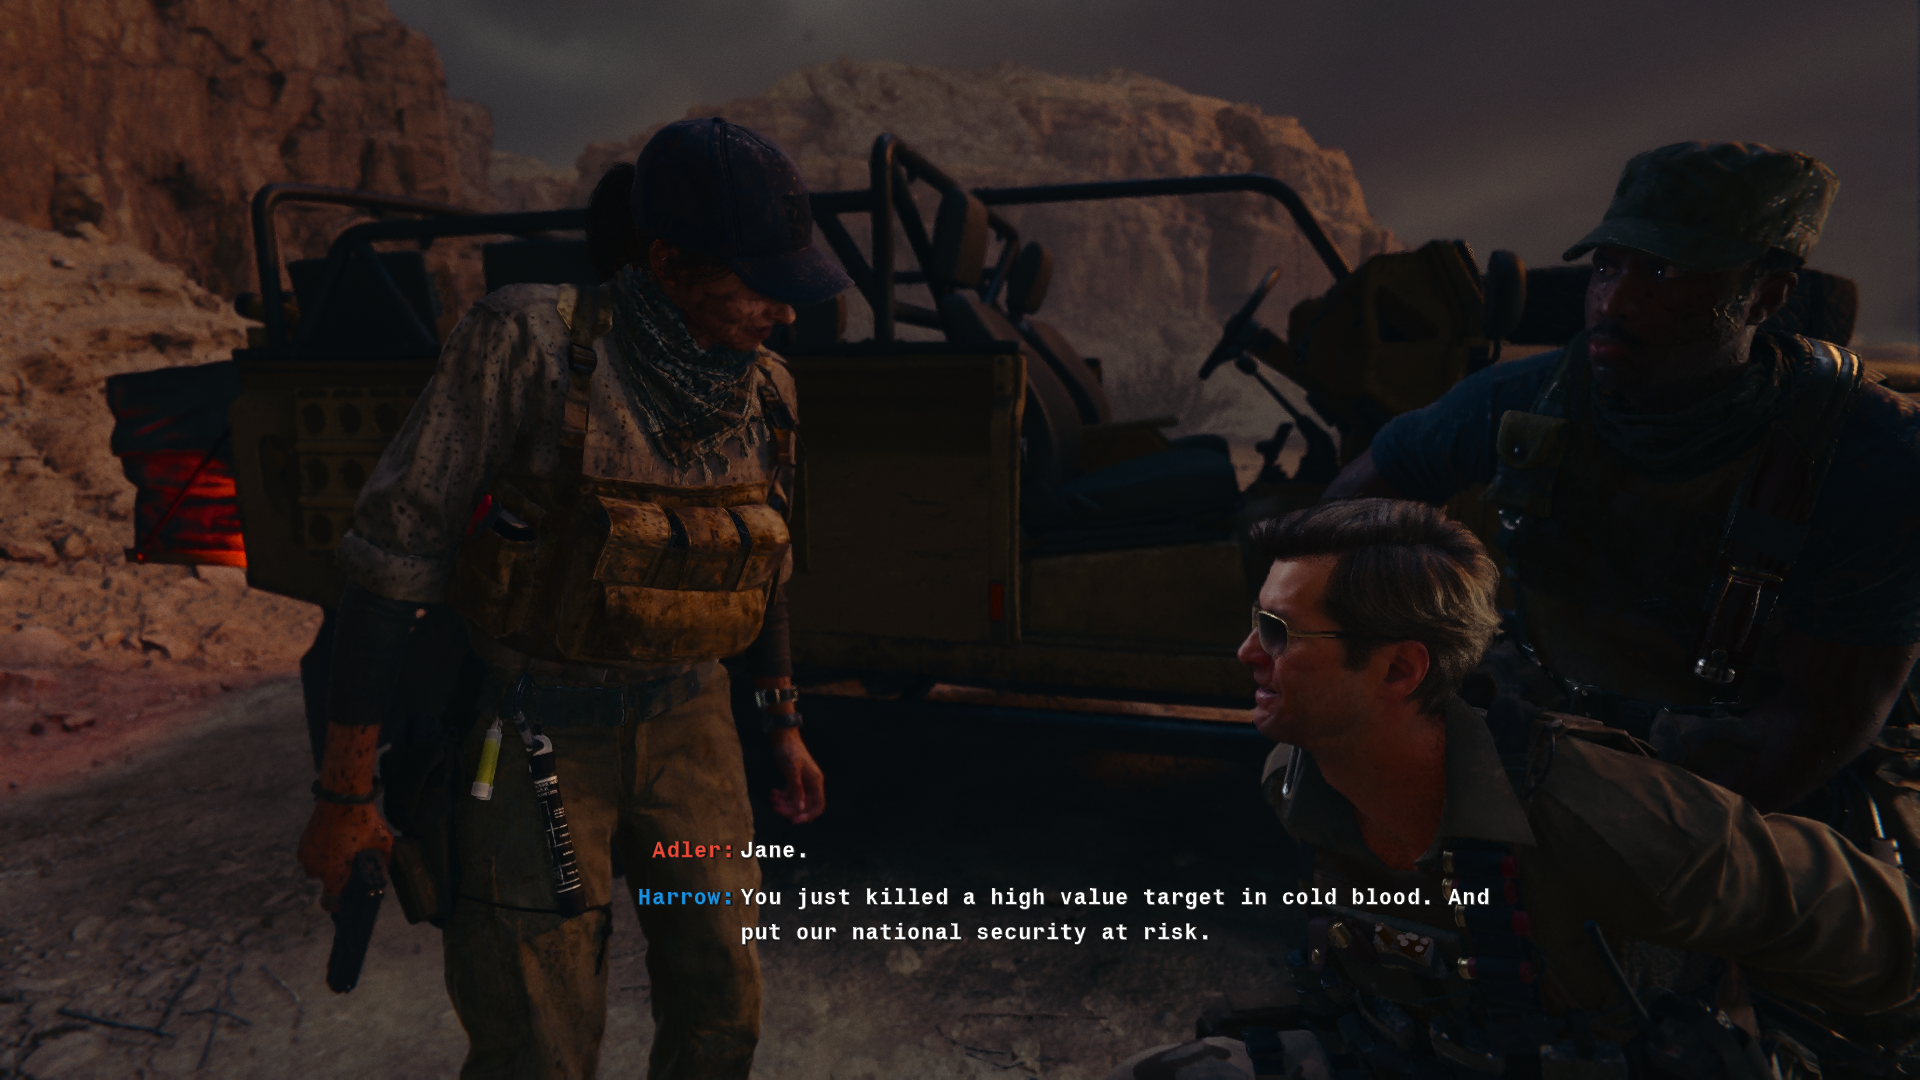 Adler: Jane.
Harrow: You just killed a high value target in cold blood. And
put our national security at risk.